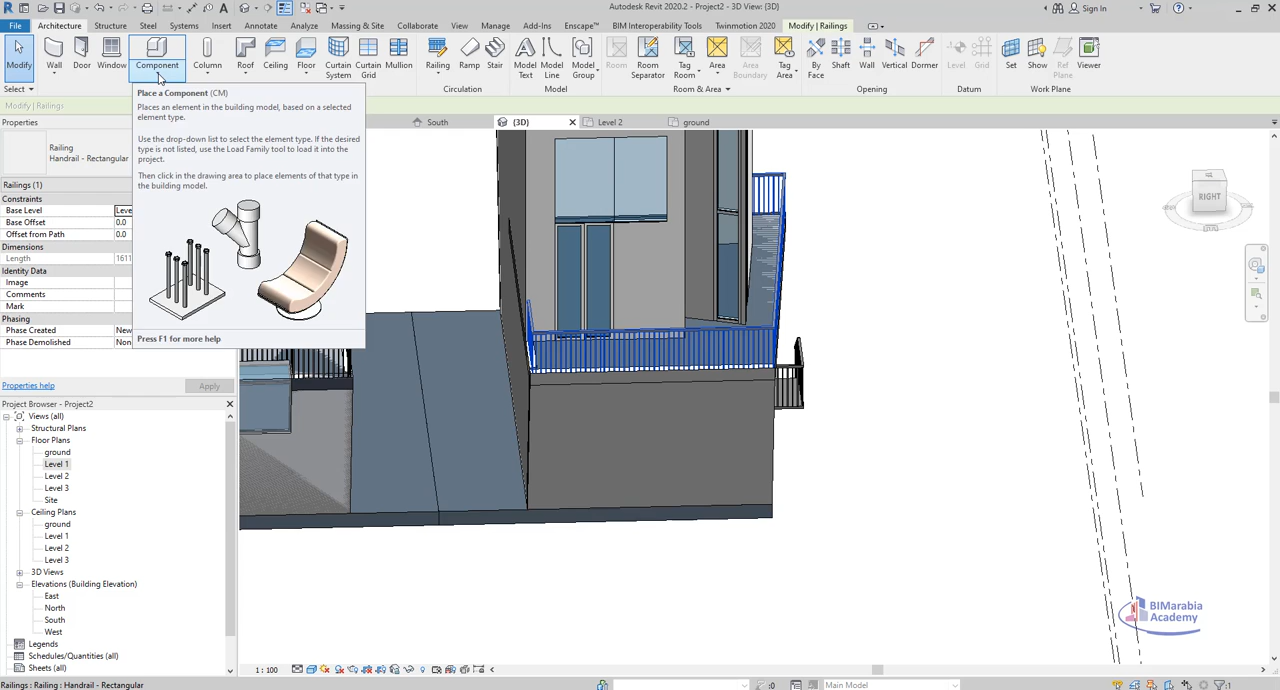 Autodesk Revit 2020.2 - Project2 - 3D View: {3D}
Sign In
File Architecture Structure Steel Systems Insert Annotate Analyze Massing & Site Collaborate View Manage Add-Ins Enscape™ BIM Interoperability Tools Twinmotion 2020 Modify | Railings
Modify Wall Door Window Component Column Roof Ceiling Floor Curtain System Curtain Grid Mullion Railing Ramp Stair Model Text Model Line Model Group Room Room Separator Tag Room Area Area Boundary Tag Area By Face Shaft Wall Vertical Dormer Level Grid Set Show Ref Plane Viewer
Select Circulation Model Room & Area Opening Datum Work Plane
Modify | Railings
Place a Component (CM)
Places an element in the building model, based on a selected
element type.
Use the drop-down list to select the element type. If the desired
type is not listed, use the Load Family tool to load it into the
project.
Then click in the drawing area to place elements of that type in
the building model.
Press F1 for more help
South (3D) Level 2 ground
Properties
Railing
Handrail - Rectangular
Railings (1)
Constraints
Base Level Leve
Base Offset 0.0
Offset from Path 0.0
Dimensions
Length 1611
Identity Data
Image
Comments
Mark
Phasing
Phase Created New
Phase Demolished Non
Properties help Apply
Project Browser - Project2
Views (all)
Structural Plans
Floor Plans
ground
Level 1
Level 2
Level 3
Site
Ceiling Plans
ground
Level 1
Level 2
Level 3
3D Views
Elevations (Building Elevation)
East
North
South
West
Legends
Schedules/Quantities (all)
Sheets (all)
RIGHT
BIMarabia
Academy
1 : 100
Railings : Railing : Handrail - Rectangular :0 Main Model :1